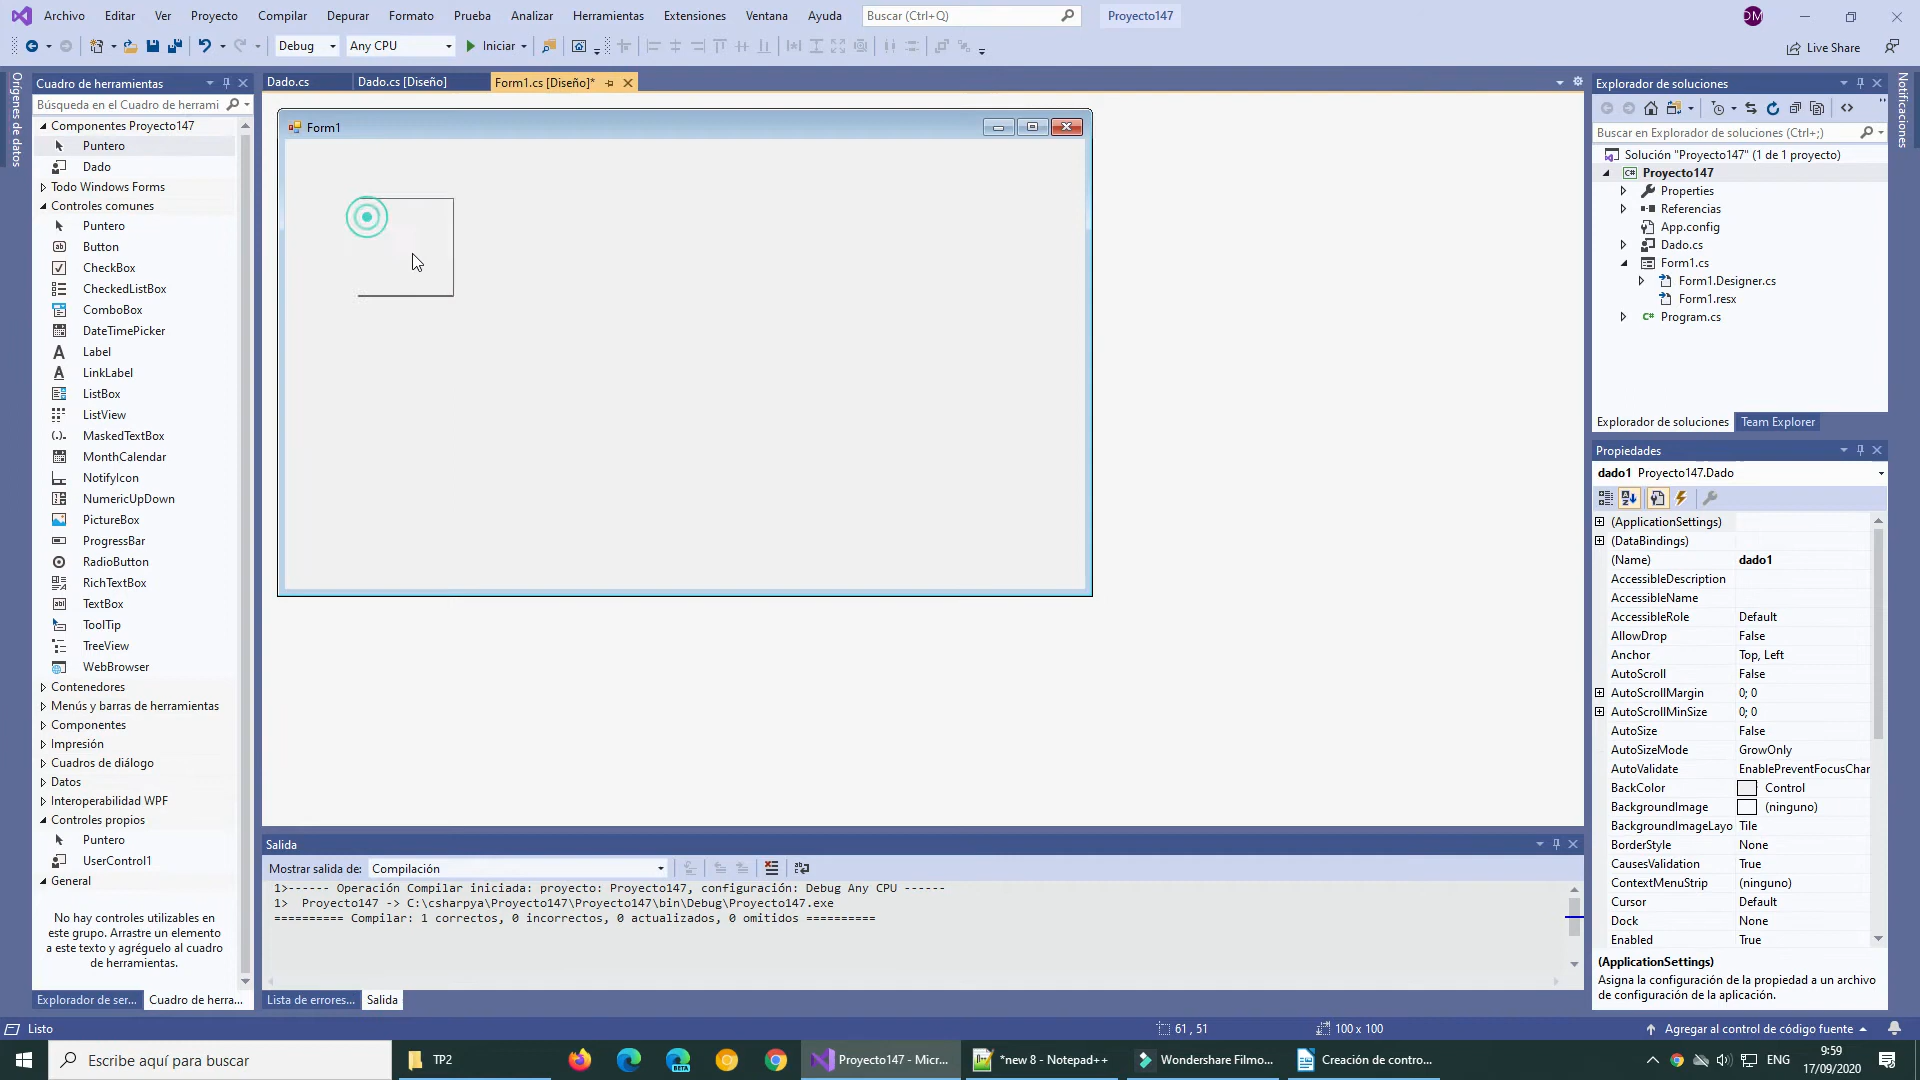 Archivo Editar Ver Proyecto Compilar Depurar Formato Prueba Analizar Herramientas Extensiones Ventana Ayuda Buscar (Ctrl+Q) Proyecto147 DM
Debug Any CPU Iniciar Live Share
Orígenes de datos
Cuadro de herramientas
Búsqueda en el Cuadro de herrami
Componentes Proyecto147
Puntero
Dado
Todo Windows Forms
Controles comunes
Puntero
Button
CheckBox
CheckedListBox
ComboBox
DateTimePicker
Label
LinkLabel
ListBox
ListView
MaskedTextBox
MonthCalendar
NotifyIcon
NumericUpDown
PictureBox
ProgressBar
RadioButton
RichTextBox
TextBox
ToolTip
TreeView
WebBrowser
Contenedores
Menús y barras de herramientas
Componentes
Impresión
Cuadros de diálogo
Datos
Interoperabilidad WPF
Controles propios
Puntero
UserControl1
General
No hay controles utilizables en
este grupo. Arrastre un elemento
a este texto y agréguelo al cuadro
de herramientas.
Explorador de ser... Cuadro de herra...
Dado.cs Dado.cs [Diseño] Form1.cs [Diseño]*
Form1
Salida
Mostrar salida de: Compilación
1>------ Operación Compilar iniciada: proyecto: Proyecto147, configuración: Debug Any CPU ------
1>  Proyecto147 -> C:\csharpya\Proyecto147\Proyecto147\bin\Debug\Proyecto147.exe
========== Compilar: 1 correctos, 0 incorrectos, 0 actualizados, 0 omitidos ==========
Lista de errores... Salida
Explorador de soluciones
Buscar en Explorador de soluciones (Ctrl+;)
Solución "Proyecto147" (1 de 1 proyecto)
Proyecto147
Properties
Referencias
App.config
Dado.cs
Form1.cs
Form1.Designer.cs
Form1.resx
Program.cs
Explorador de soluciones Team Explorer
Notificaciones
Propiedades
dado1 Proyecto147.Dado
(ApplicationSettings)
(DataBindings)
(Name) dado1
AccessibleDescription
AccessibleName
AccessibleRole Default
AllowDrop False
Anchor Top, Left
AutoScroll False
AutoScrollMargin 0; 0
AutoScrollMinSize 0; 0
AutoSize False
AutoSizeMode GrowOnly
AutoValidate EnablePreventFocusChar
BackColor Control
BackgroundImage (ninguno)
BackgroundImageLayo Tile
BorderStyle None
CausesValidation True
ContextMenuStrip (ninguno)
Cursor Default
Dock None
Enabled True
(ApplicationSettings)
Asigna la configuración de la propiedad a un archivo
de configuración de la aplicación.
Listo 61 , 51 100 x 100 Agregar al control de código fuente
Escribe aquí para buscar TP2 BETA Proyecto147 - Micr... *new 8 - Notepad++ Wondershare Filmo... Creación de contro... ENG 9:59
17/09/2020